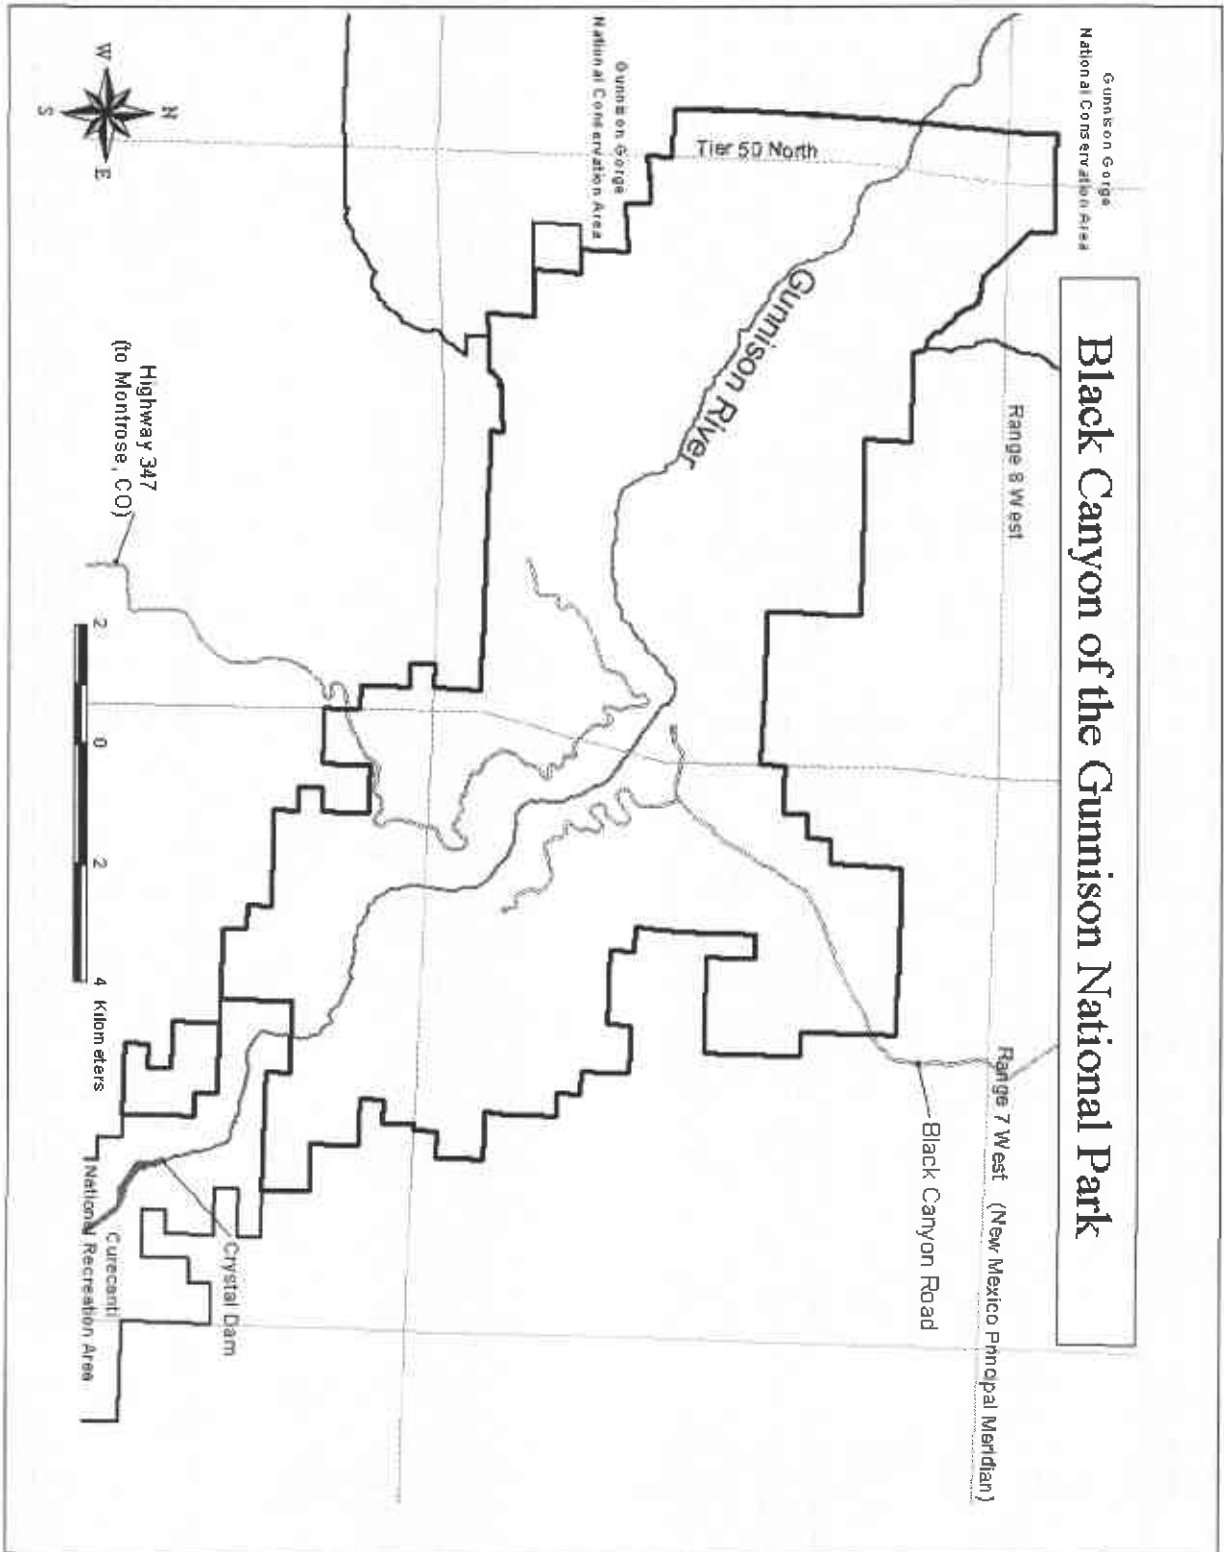 Black Canyon of the Gunnison National Park
Gunnison Gorge
National Conservation Area
Range 8 West
Range 7 West (New Mexico Principal Meridian)
Black Canyon Road
Tier 50 North
Gunnison River
Gunnison Gorge
National Conservation Area
Highway 347
(to Montrose, CO)
Crystal Dam
Curecanti
National Recreation Area
N
W
E
S
2 0 2 4 Kilometers